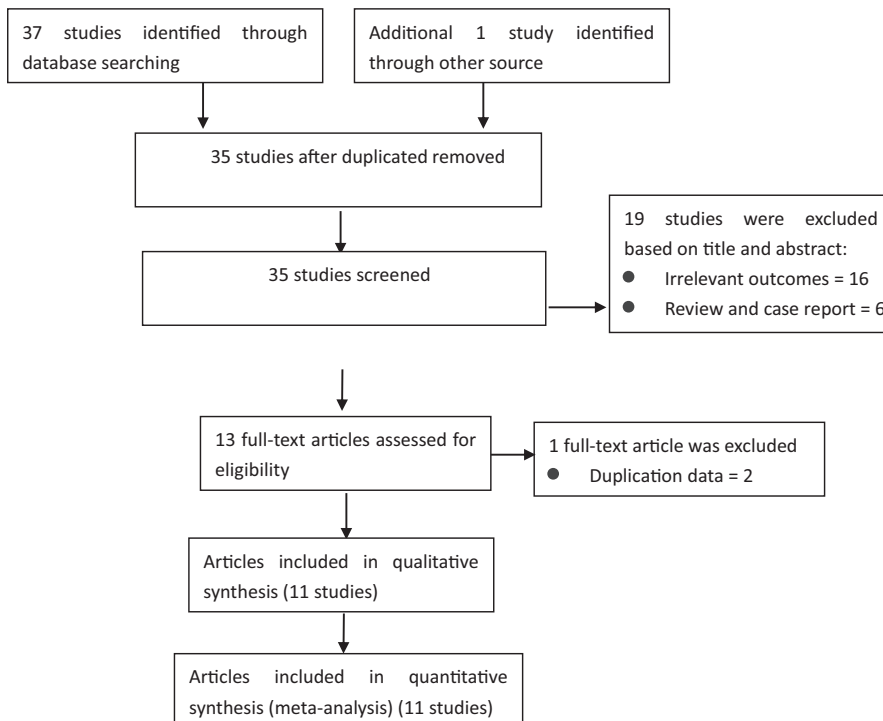 37 studies identified through
database searching
Additional 1 study identified
through other source
35 studies after duplicated removed
35 studies screened
19 studies were excluded
based on title and abstract:
● Irrelevant outcomes = 16
● Review and case report = 6
13 full-text articles assessed for
eligibility
1 full-text article was excluded
● Duplication data = 2
Articles included in qualitative
synthesis (11 studies)
Articles included in quantitative
synthesis (meta-analysis) (11 studies)